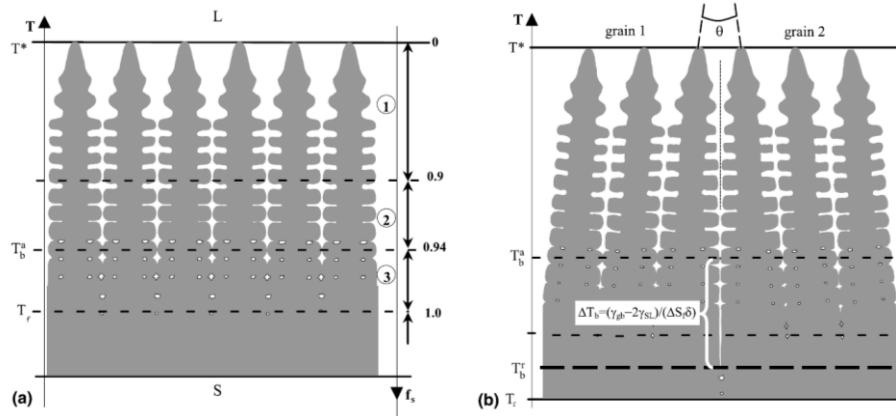 L
T
T*
0
1
0.9
2
T_b^a
0.94
3
T_r
1.0
(a)
S
f_s
T
grain 1
θ
grain 2
T*
T_b^a
ΔT_b=(γ_gb−2γ_SL)/(ΔS_fδ)
T_b^r
(b)
T_r